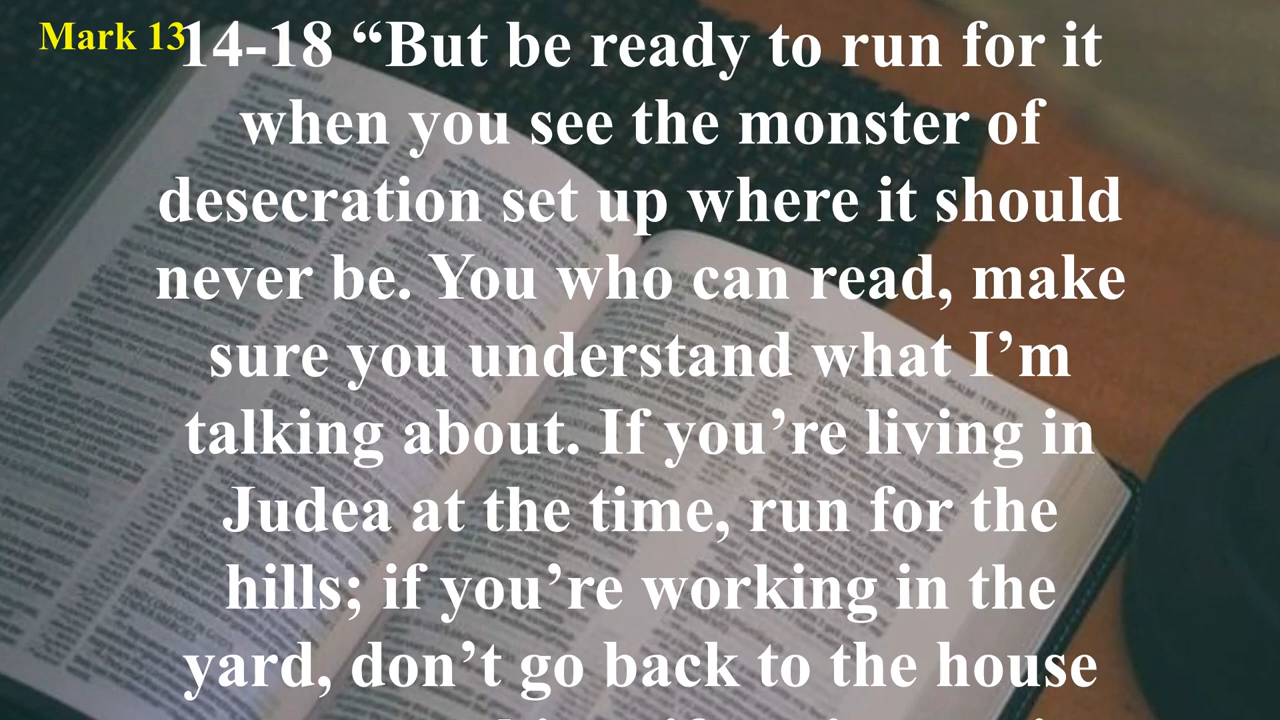 Mark 13
14-18 “But be ready to run for it
when you see the monster of
desecration set up where it should
never be. You who can read, make
sure you understand what I’m
talking about. If you’re living in
Judea at the time, run for the
hills; if you’re working in the
yard, don’t go back to the house